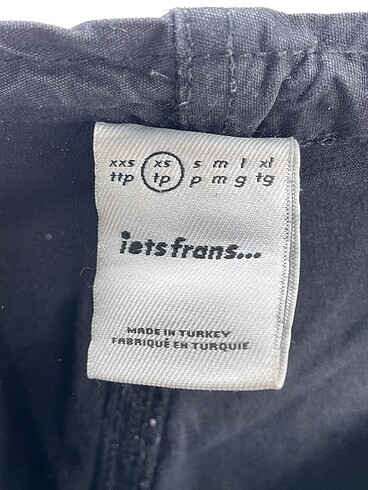 xxs xs s m l xl
ttp tp p m g tg
iets frans...
MADE IN TURKEY
FABRIQUÉ EN TURQUIE